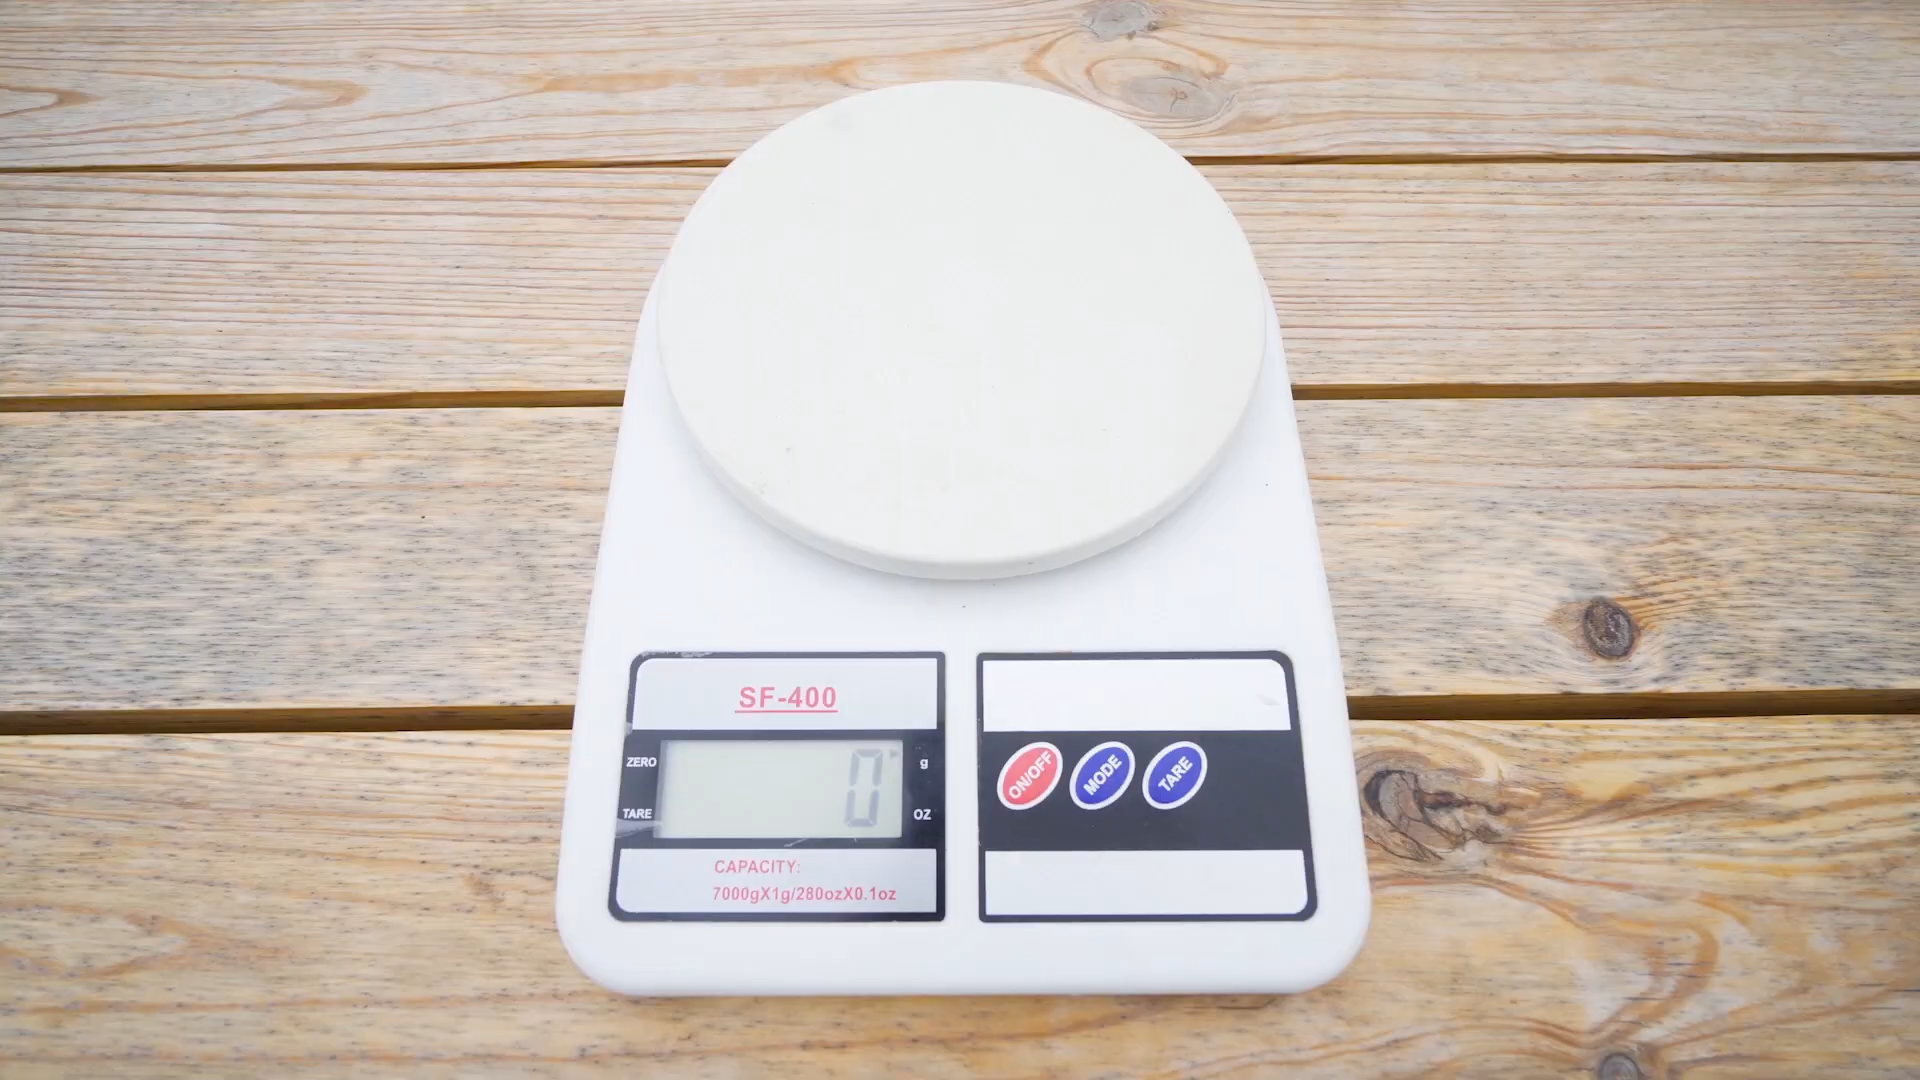 SF-400
ZERO
0
g
TARE
OZ
CAPACITY:
7000gX1g/280ozX0.1oz
ON/OFF
MODE
TARE